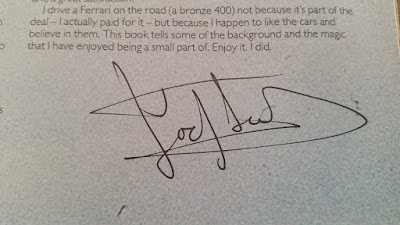 I drive a Ferrari on the road (a bronze 400) not because it's part of the
deal – I actually paid for it – but because I happen to like the cars and
believe in them. This book tells some of the background and the magic
that I have enjoyed being a small part of. Enjoy it. I did.